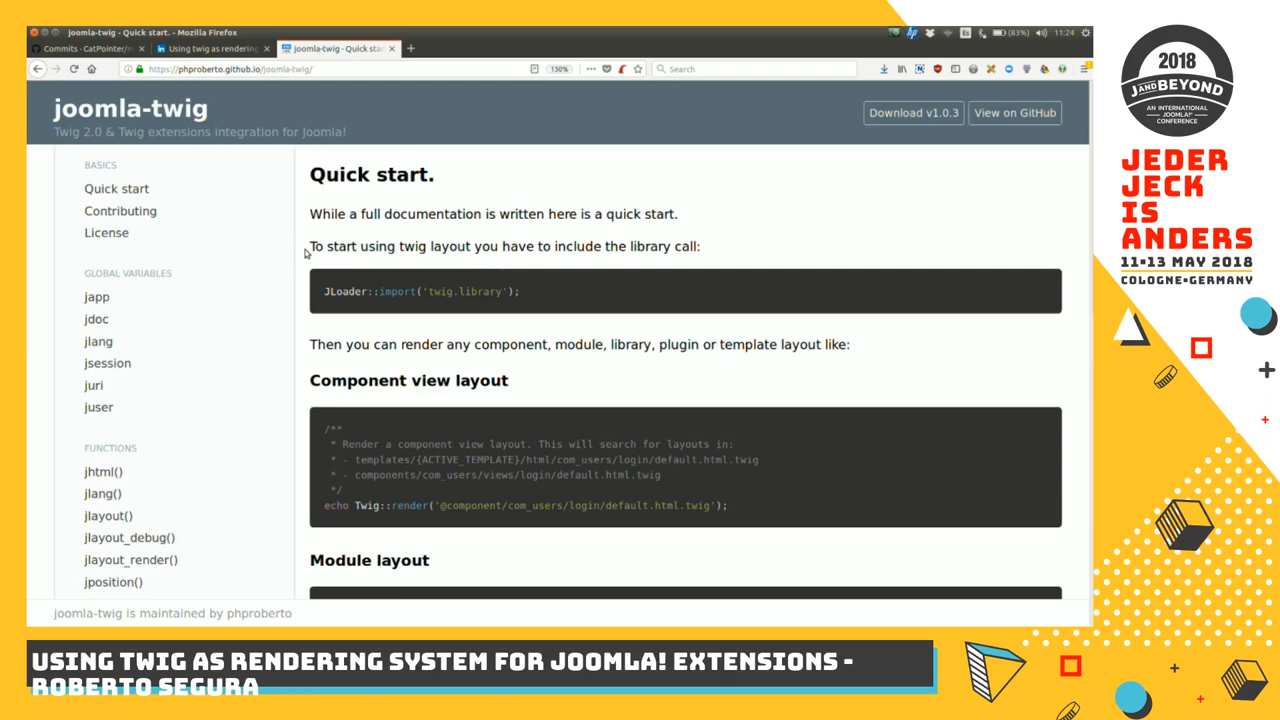 joomla-twig - Quick start. - Mozilla Firefox
Es
(83%)
11:24
Commits · CatPointer/m
Using twig as rendering
joomla-twig · Quick star
https://phproberto.github.io/joomla-twig/
130%
Search
joomla-twig
Twig 2.0 & Twig extensions integration for Joomla!
Download v1.0.3
View on GitHub
BASICS
Quick start
Contributing
License
GLOBAL VARIABLES
japp
jdoc
jlang
jsession
juri
juser
FUNCTIONS
jhtml()
jlang()
jlayout()
jlayout_debug()
jlayout_render()
jposition()
Quick start.
While a full documentation is written here is a quick start.
To start using twig layout you have to include the library call:
JLoader::import('twig.library');
Then you can render any component, module, library, plugin or template layout like:
Component view layout
/**
* Render a component view layout. This will search for layouts in:
* - templates/{ACTIVE_TEMPLATE}/html/com_users/login/default.html.twig
* - components/com_users/views/login/default.html.twig
*/
echo Twig::render('@component/com_users/login/default.html.twig');
Module layout
joomla-twig is maintained by phproberto
2018
JANDBEYOND
AN INTERNATIONAL
JOOMLA!
CONFERENCE
JEDER
JECK
IS
ANDERS
11-13 MAY 2018
COLOGNE•GERMANY
USING TWIG AS RENDERING SYSTEM FOR JOOMLA! EXTENSIONS -
ROBERTO SEGURA